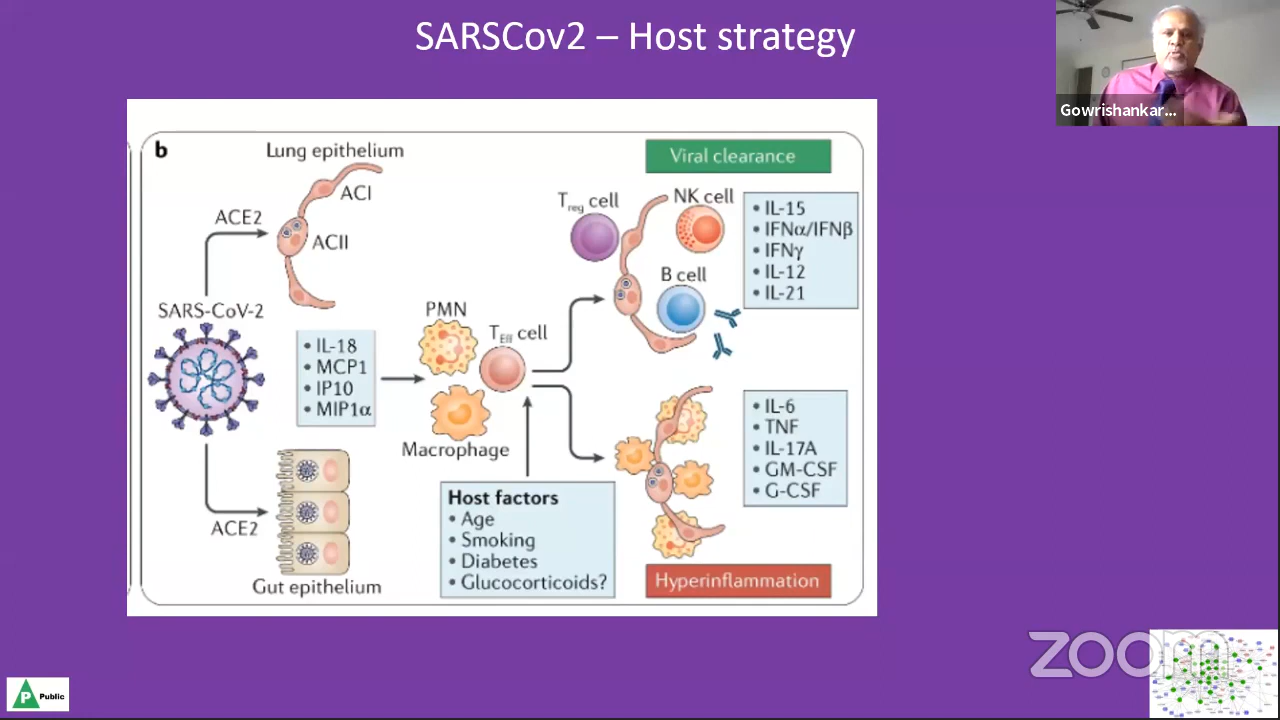 SARSCov2 – Host strategy
Gowrishankar...
b
Lung epithelium
ACI
ACE2
ACII
SARS-CoV-2
• IL-18
• MCP1
• IP10
• MIP1α
PMN
T_Eff cell
Macrophage
ACE2
Gut epithelium
Host factors
• Age
• Smoking
• Diabetes
• Glucocorticoids?
Viral clearance
T_reg cell
NK cell
B cell
• IL-15
• IFNα/IFNβ
• IFNγ
• IL-12
• IL-21
• IL-6
• TNF
• IL-17A
• GM-CSF
• G-CSF
Hyperinflammation
zoom
P Public